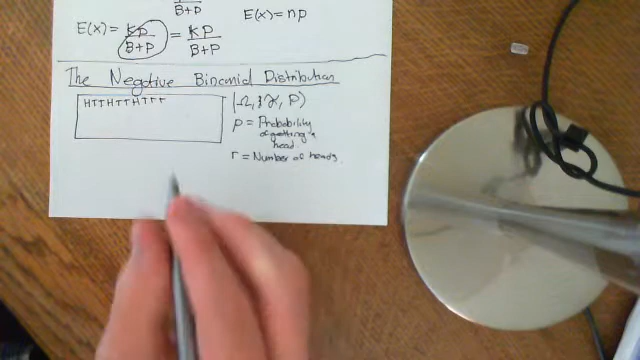 B+P
E(x) = np
E(x) = kp / B+P = kP / B+P
The Negative Binomial Distribution
HTTHTTHTTT
(Ω, P)
p = Probability
of getting a
head.
r = Number of heads.